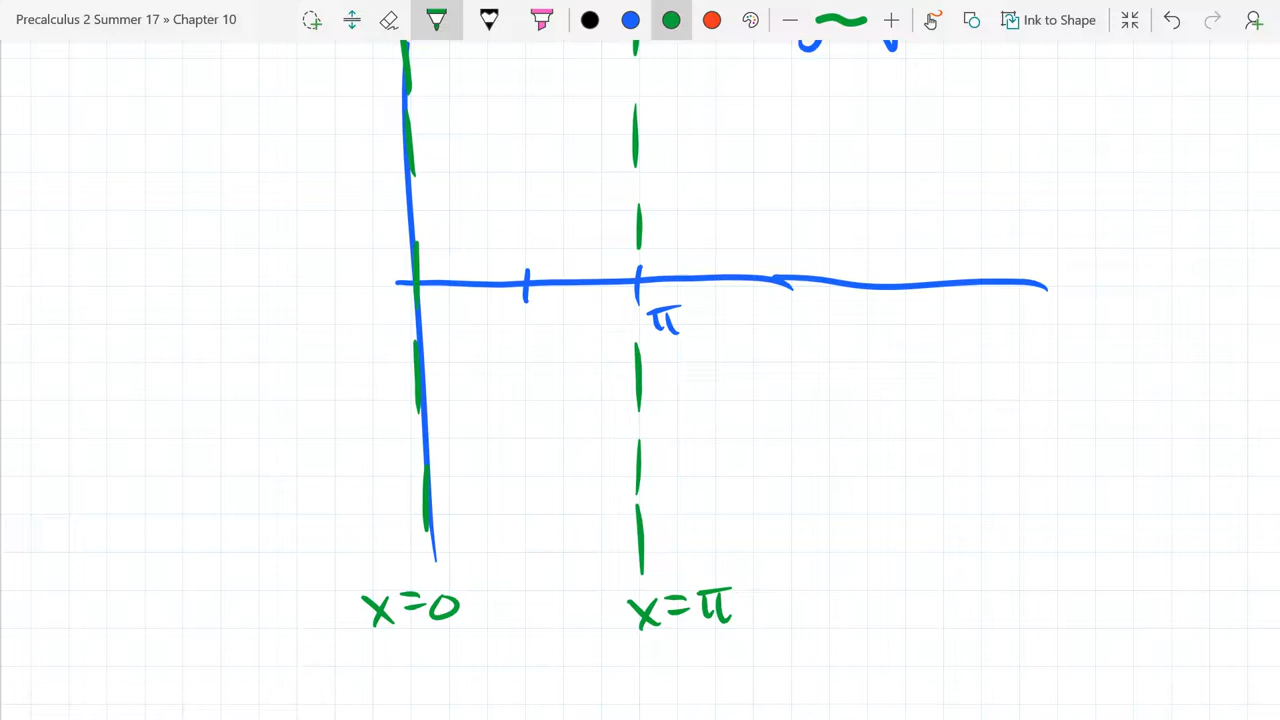 Precalculus 2 Summer 17 » Chapter 10
Ink to Shape
π
x=0
x=π